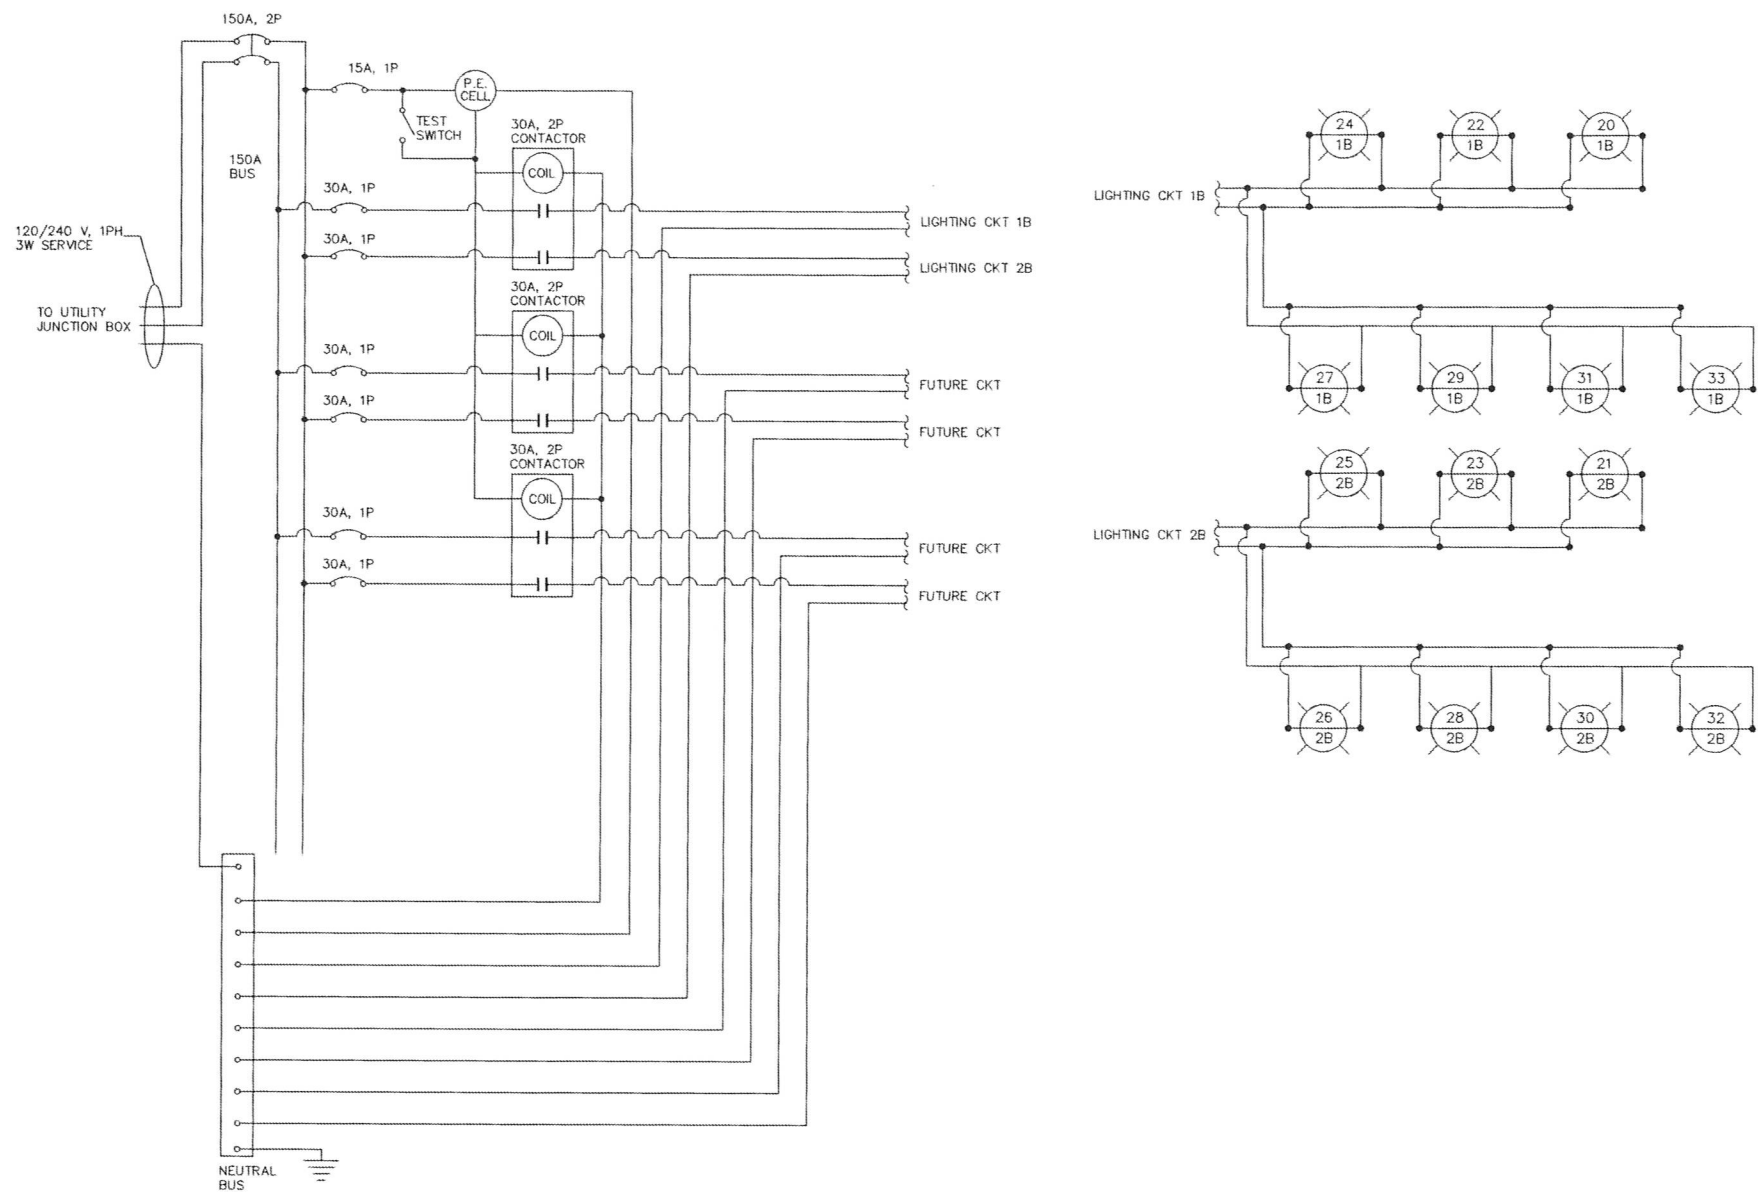 150A, 2P
15A, 1P
P.E.
CELL
TEST
SWITCH
150A
BUS
30A, 2P
CONTACTOR
COIL
30A, 1P
30A, 1P
LIGHTING CKT 1B
LIGHTING CKT 2B
120/240 V, 1PH
3W SERVICE
TO UTILITY
JUNCTION BOX
30A, 2P
CONTACTOR
COIL
30A, 1P
30A, 1P
FUTURE CKT
FUTURE CKT
30A, 2P
CONTACTOR
COIL
30A, 1P
30A, 1P
FUTURE CKT
FUTURE CKT
NEUTRAL
BUS
LIGHTING CKT 1B
24
1B
22
1B
20
1B
27
1B
29
1B
31
1B
33
1B
LIGHTING CKT 2B
25
2B
23
2B
21
2B
26
2B
28
2B
30
2B
32
2B